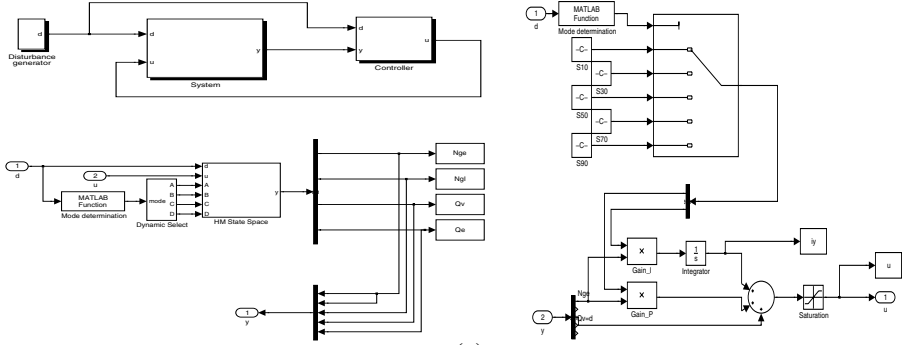 d
Disturbance
generator
d
u
y
System
d
y
u
Controller
1
d
2
u
MATLAB
Function
Mode determination
mode
A
B
C
D
Dynamic Select
d
u
A
B
C
D
y
HM State Space
Nge
Ngl
Qv
Qe
1
y
1
d
MATLAB
Function
Mode determination
-C-
S10
-C-
S30
-C-
S50
-C-
S70
-C-
S90
x
Gain_I
1
s
Integrator
iy
u
x
Gain_P
Saturation
1
u
2
y
Nge
Qv=d